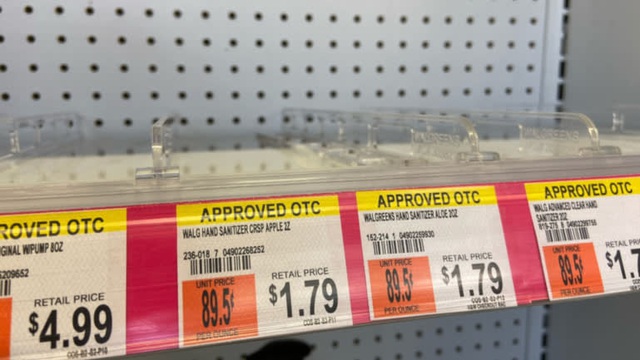 ROVED OTC
GINAL W/PUMP 8OZ
6209652
RETAIL PRICE
$4.99
APPROVED OTC
WALG HAND SANITIZER CRSP APPLE 1Z
236-018 7 04902268252
UNIT PRICE
89.5¢
PER OUNCE
RETAIL PRICE
$1.79
APPROVED OTC
WALGREENS HAND SANITIZER ALOE 2OZ
152-214 1 04902259930
UNIT PRICE
89.5¢
PER OUNCE
RETAIL PRICE
$1.79
APPROVED OTC
WALG ADVANCED CLEAR HAND
SANITIZER 2OZ
UNIT PRICE
89.5¢
PER OUNCE
RETAIL
$1.7